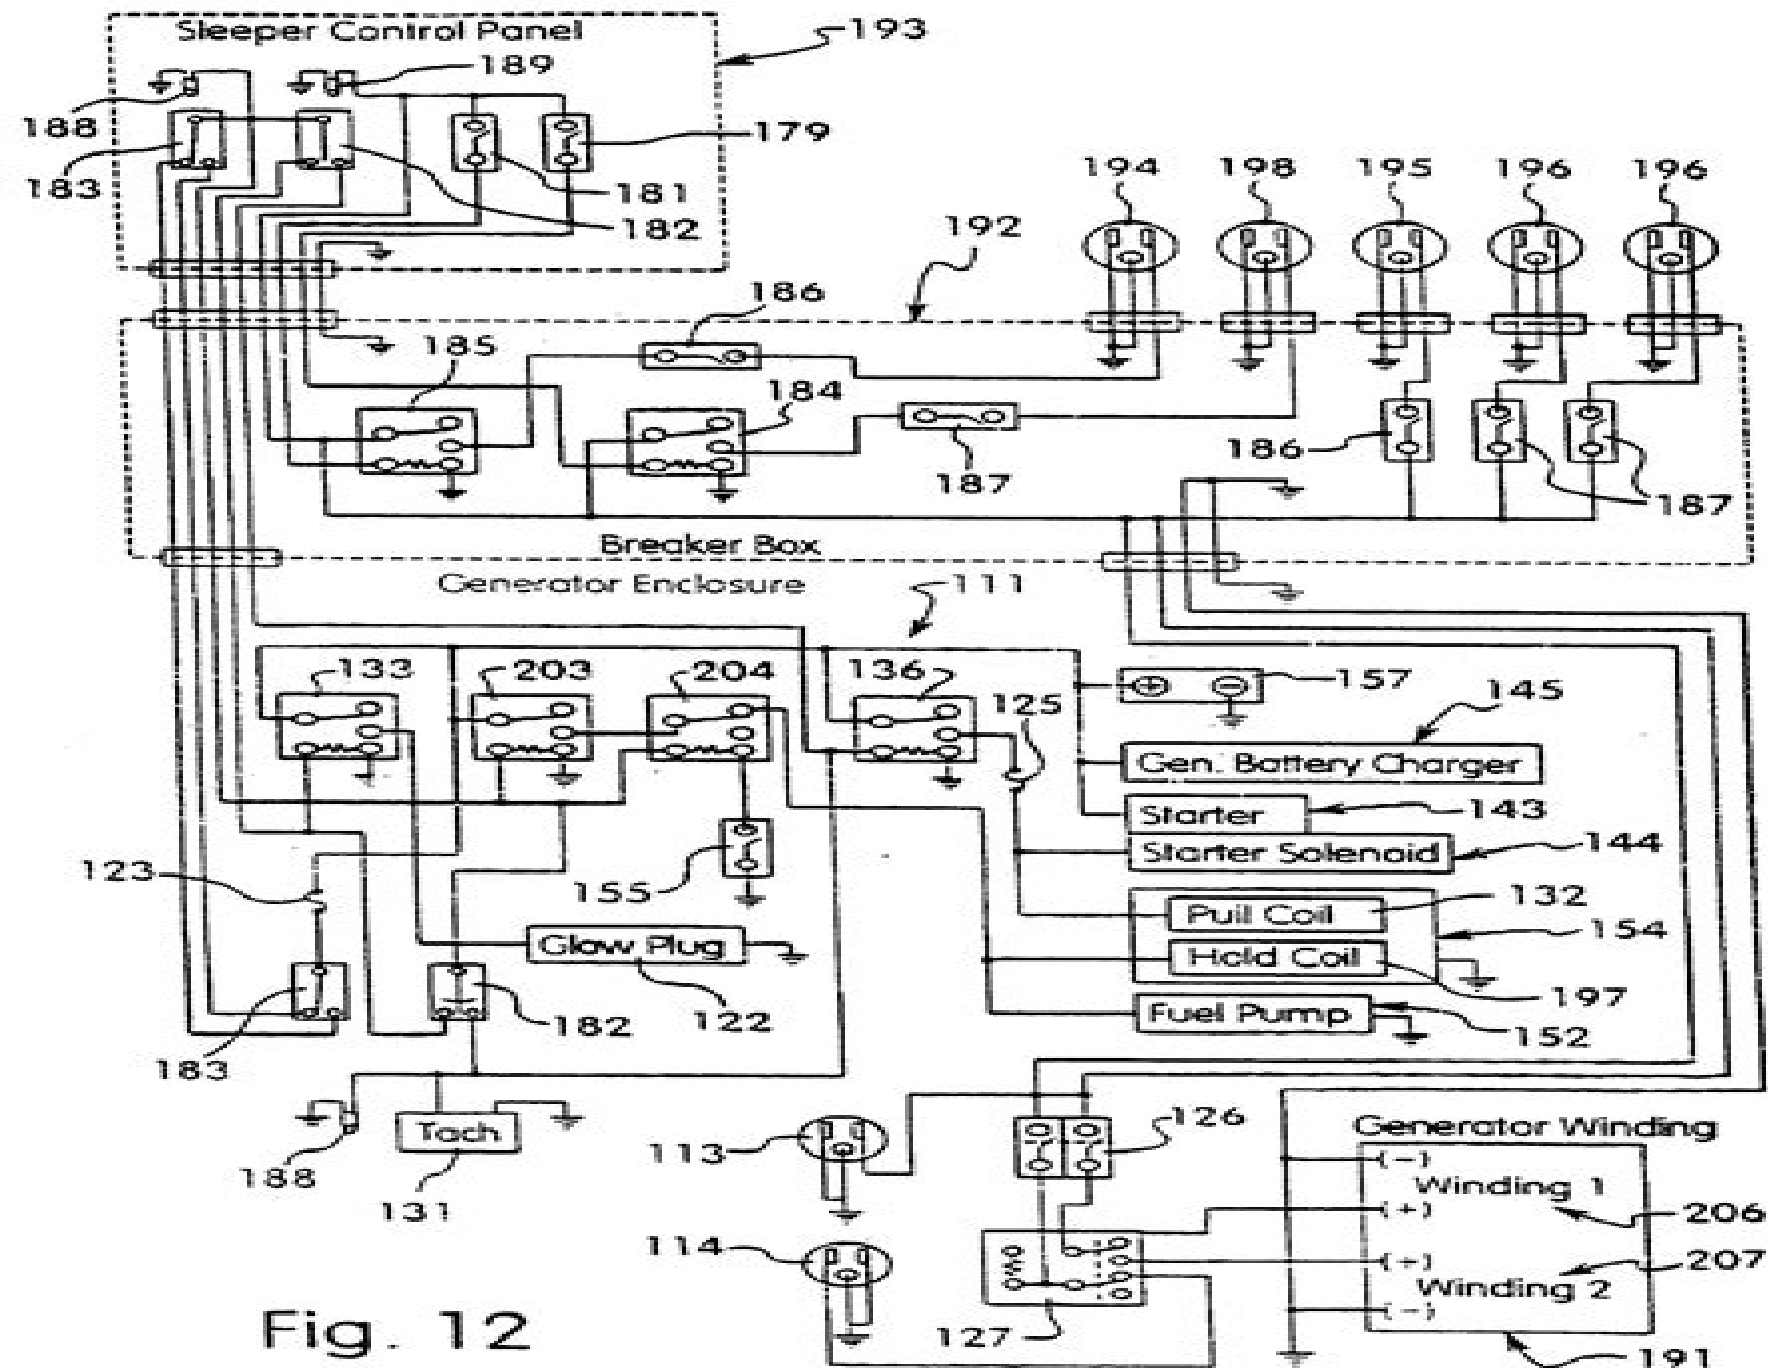 Sleeper Control Panel
193
189
188
183
179
181
182
194 198 195 196 196
192
186
185
184
187
186
187
Breaker Box
Generator Enclosure
111
133 203 204 136
125
157
145
Gen. Battery Charger
Starter
143
Starter Solenoid
144
123
155
Pull Coil
132
154
Glow Plug
Hold Coil
197
122
182
183
Fuel Pump
152
188
Tach
131
113
126
Generator Winding
(-)
Winding 1
(+)
206
114
(+)
207
Winding 2
(-)
127
191
Fig. 12